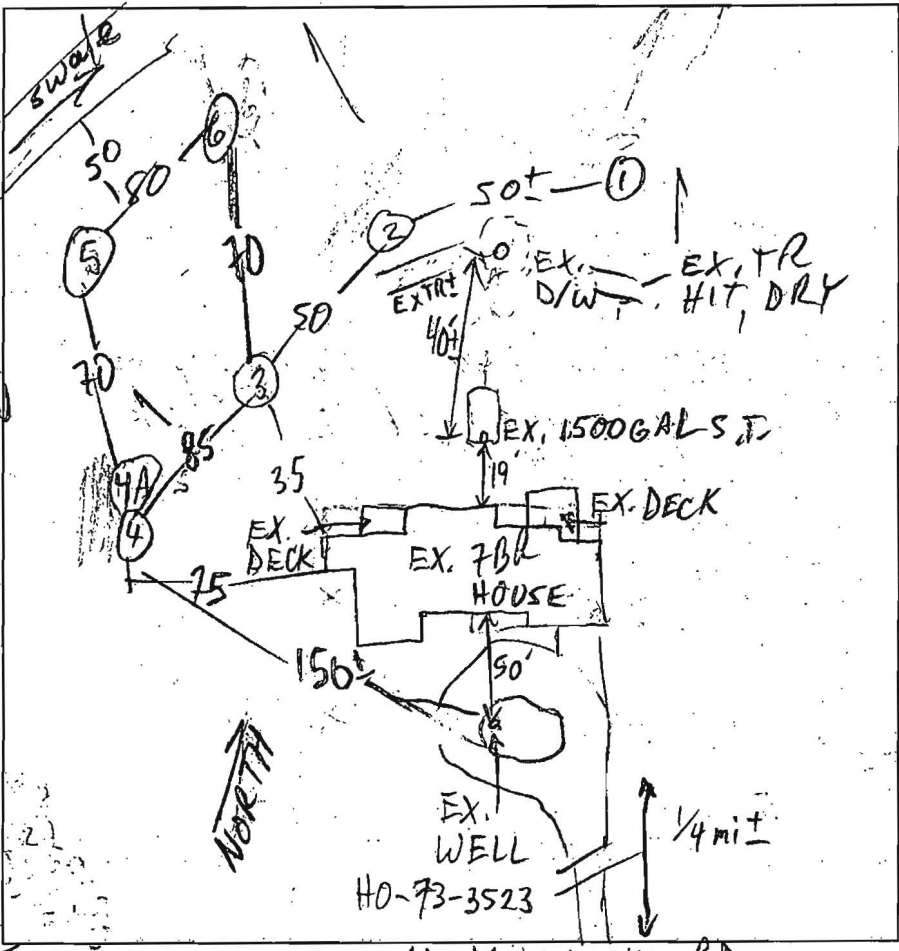 swale
6
50
80
50±
1
2
5
70
EX. D/W
EX. TR HIT, DRY
EX TR±
50
40'±
3
70
85
EX. 1500 GAL S.T.
19'
4A
35
EX. DECK
EX. DECK
4
EX. 7BR
HOUSE
75
150±
50'
NORTH
EX.
WELL
HO-73-3523
1/4 mi ±